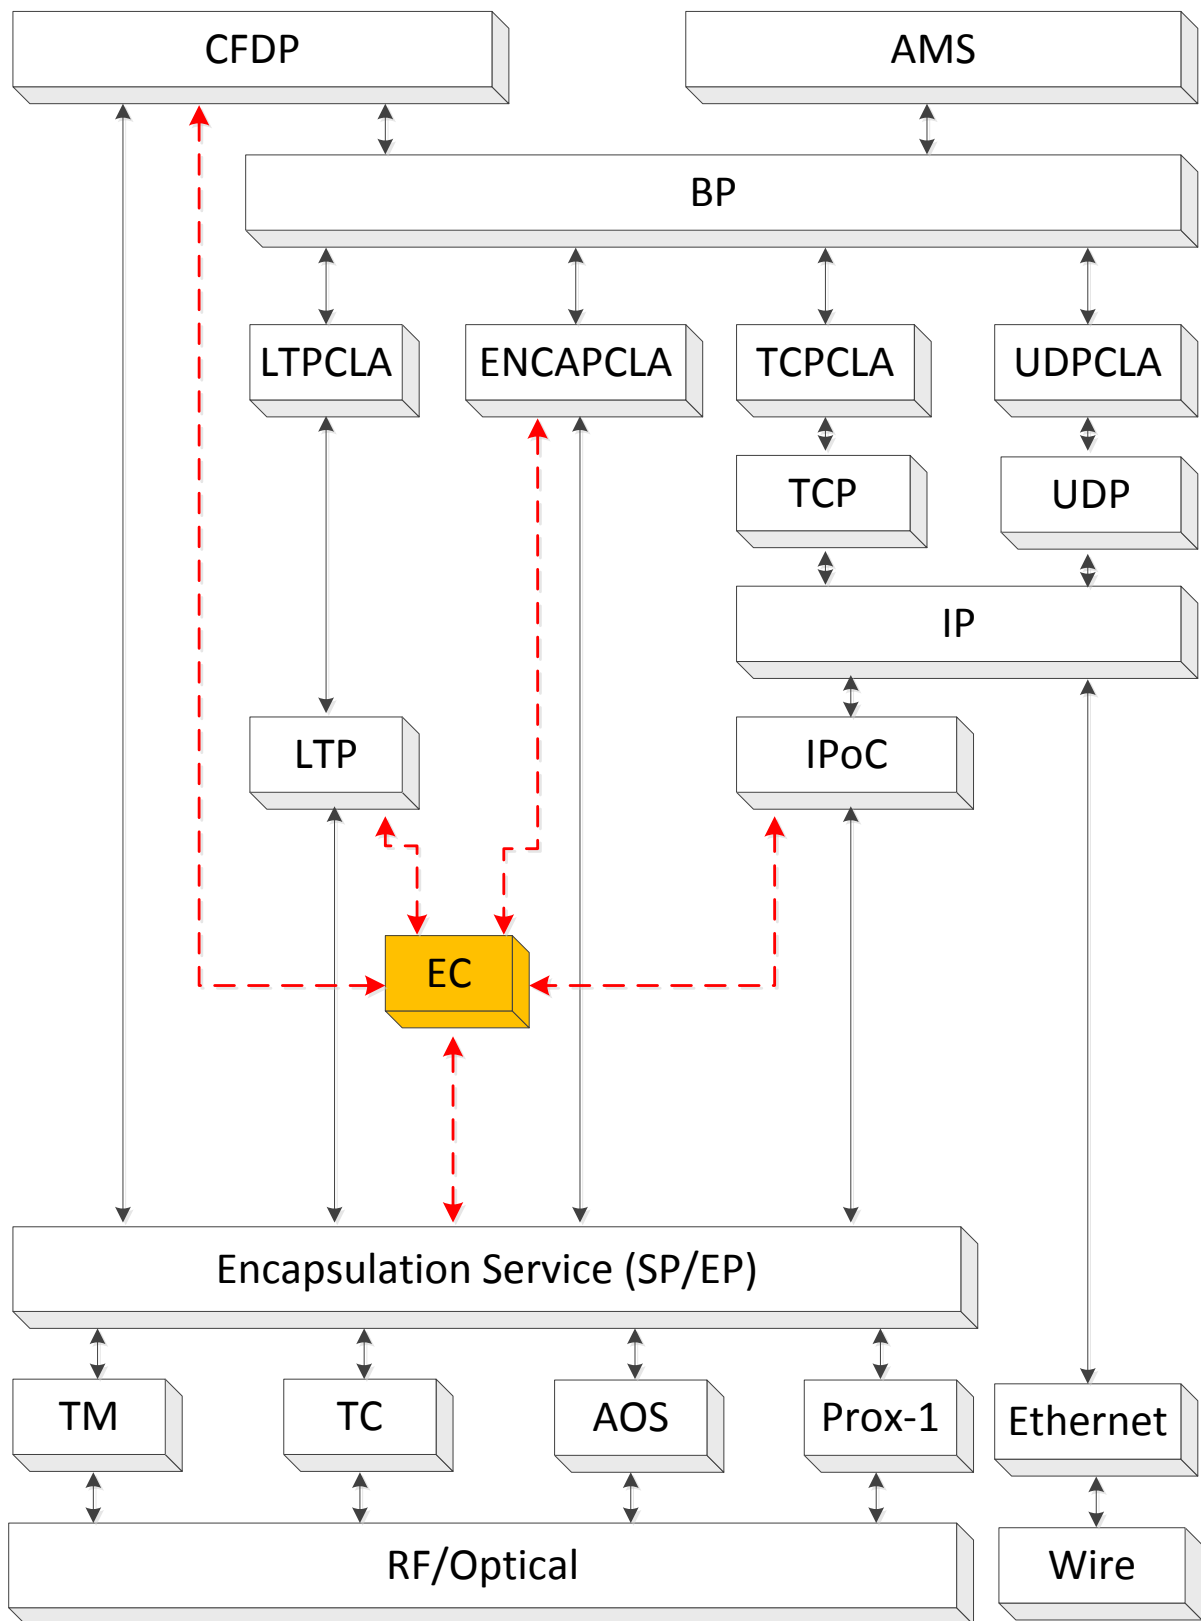 CFDP
AMS
BP
LTPCLA
ENCAPCLA
TCPCLA
UDPCLA
TCP
UDP
IP
LTP
IPoC
EC
Encapsulation Service (SP/EP)
TM
TC
AOS
Prox-1
Ethernet
RF/Optical
Wire